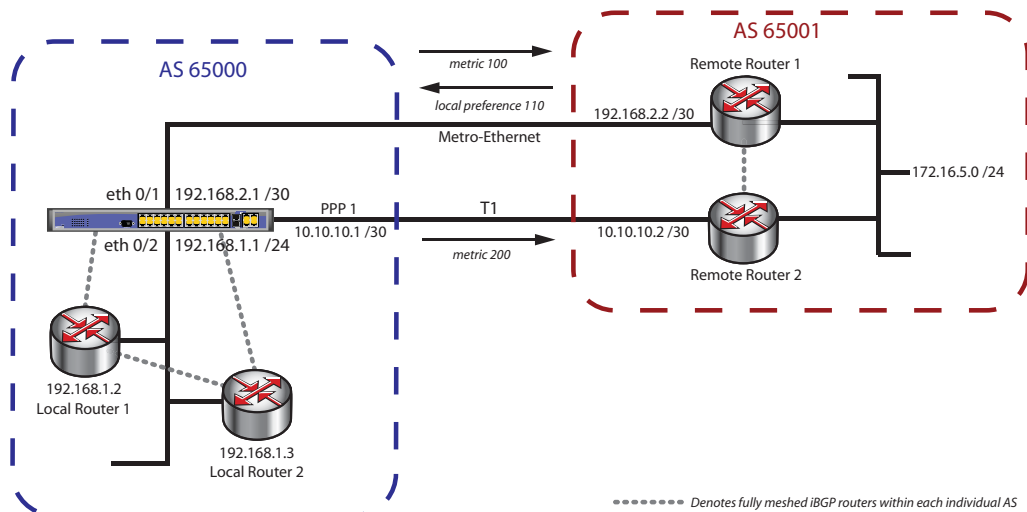 AS 65000
metric 100
local preference 110
Metro-Ethernet
AS 65001
Remote Router 1
192.168.2.2 /30
172.16.5.0 /24
eth 0/1 192.168.2.1 /30
eth 0/2 192.168.1.1 /24
PPP 1
10.10.10.1 /30
T1
metric 200
10.10.10.2 /30
Remote Router 2
192.168.1.2
Local Router 1
192.168.1.3
Local Router 2
Denotes fully meshed iBGP routers within each individual AS